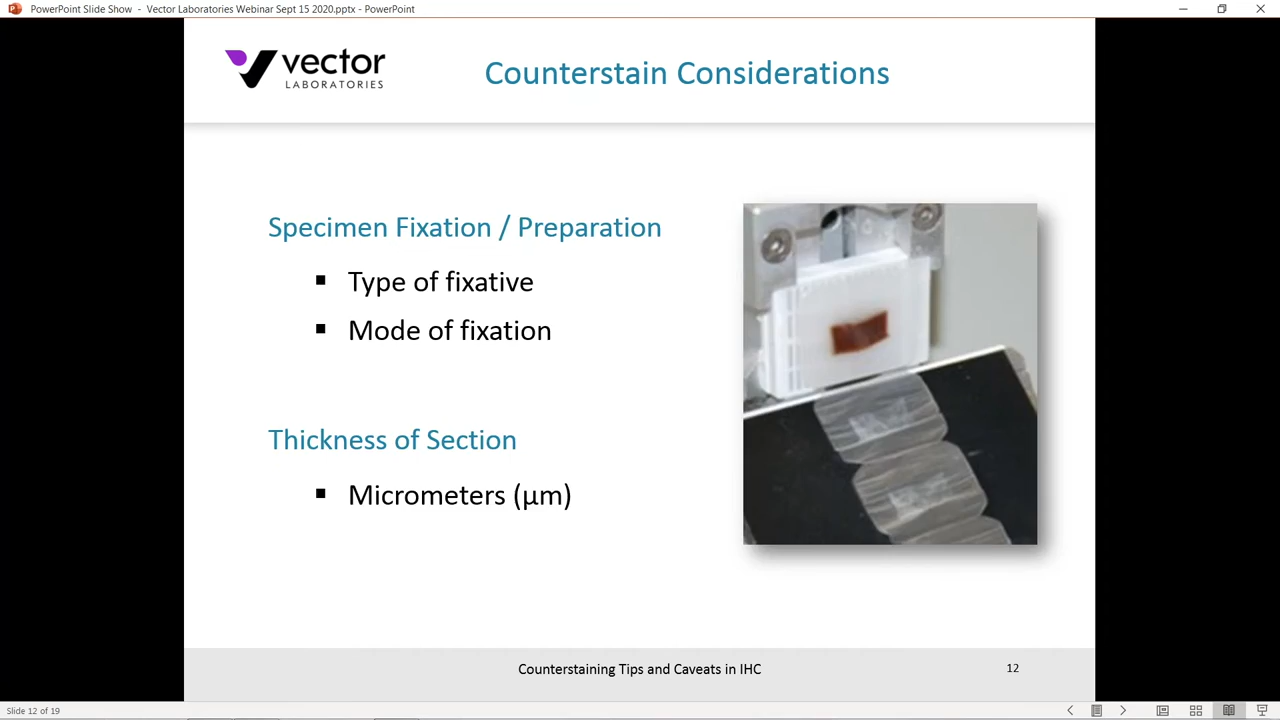 PowerPoint Slide Show - Vector Laboratories Webinar Sept 15 2020.pptx - PowerPoint
vector
LABORATORIES
Counterstain Considerations
Specimen Fixation / Preparation
▪ Type of fixative
▪ Mode of fixation
Thickness of Section
▪ Micrometers (µm)
Counterstaining Tips and Caveats in IHC
12
Slide 12 of 19